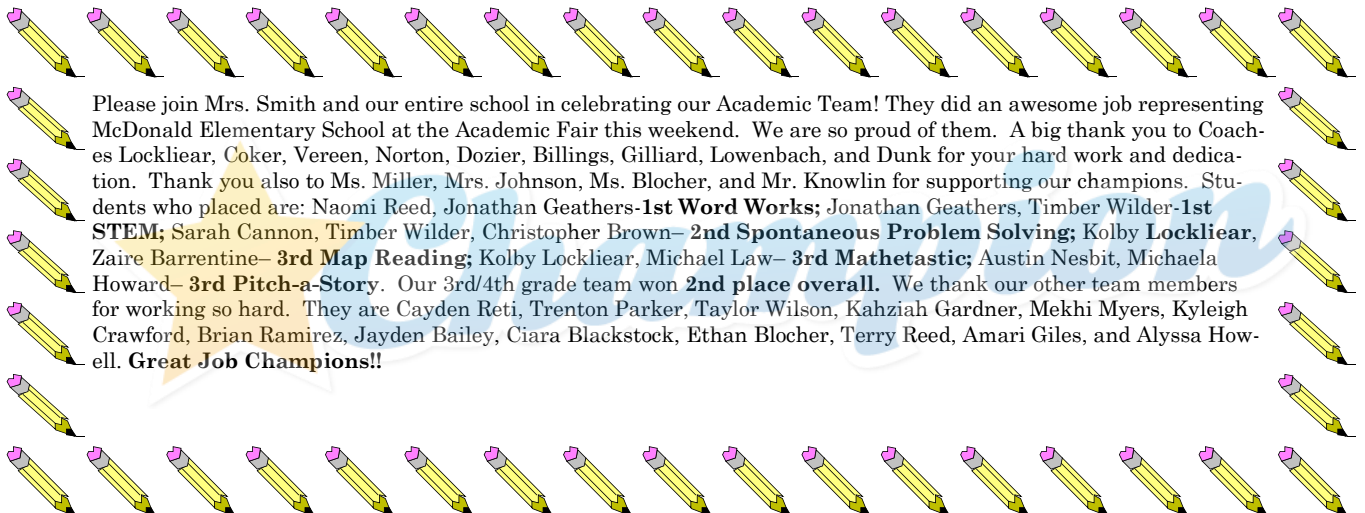 Please join Mrs. Smith and our entire school in celebrating our Academic Team! They did an awesome job representing
McDonald Elementary School at the Academic Fair this weekend.  We are so proud of them.  A big thank you to Coach-
es Lockliear, Coker, Vereen, Norton, Dozier, Billings, Gilliard, Lowenbach, and Dunk for your hard work and dedica-
tion.  Thank you also to Ms. Miller, Mrs. Johnson, Ms. Blocher, and Mr. Knowlin for supporting our champions.  Stu-
dents who placed are: Naomi Reed, Jonathan Geathers-1st Word Works; Jonathan Geathers, Timber Wilder-1st
STEM; Sarah Cannon, Timber Wilder, Christopher Brown– 2nd Spontaneous Problem Solving; Kolby Lockliear,
Zaire Barrentine– 3rd Map Reading; Kolby Lockliear, Michael Law– 3rd Mathetastic; Austin Nesbit, Michaela
Howard– 3rd Pitch-a-Story.  Our 3rd/4th grade team won 2nd place overall.  We thank our other team members
for working so hard.  They are Cayden Reti, Trenton Parker, Taylor Wilson, Kahziah Gardner, Mekhi Myers, Kyleigh
Crawford, Brian Ramirez, Jayden Bailey, Ciara Blackstock, Ethan Blocher, Terry Reed, Amari Giles, and Alyssa How-
ell. Great Job Champions!!
Champion